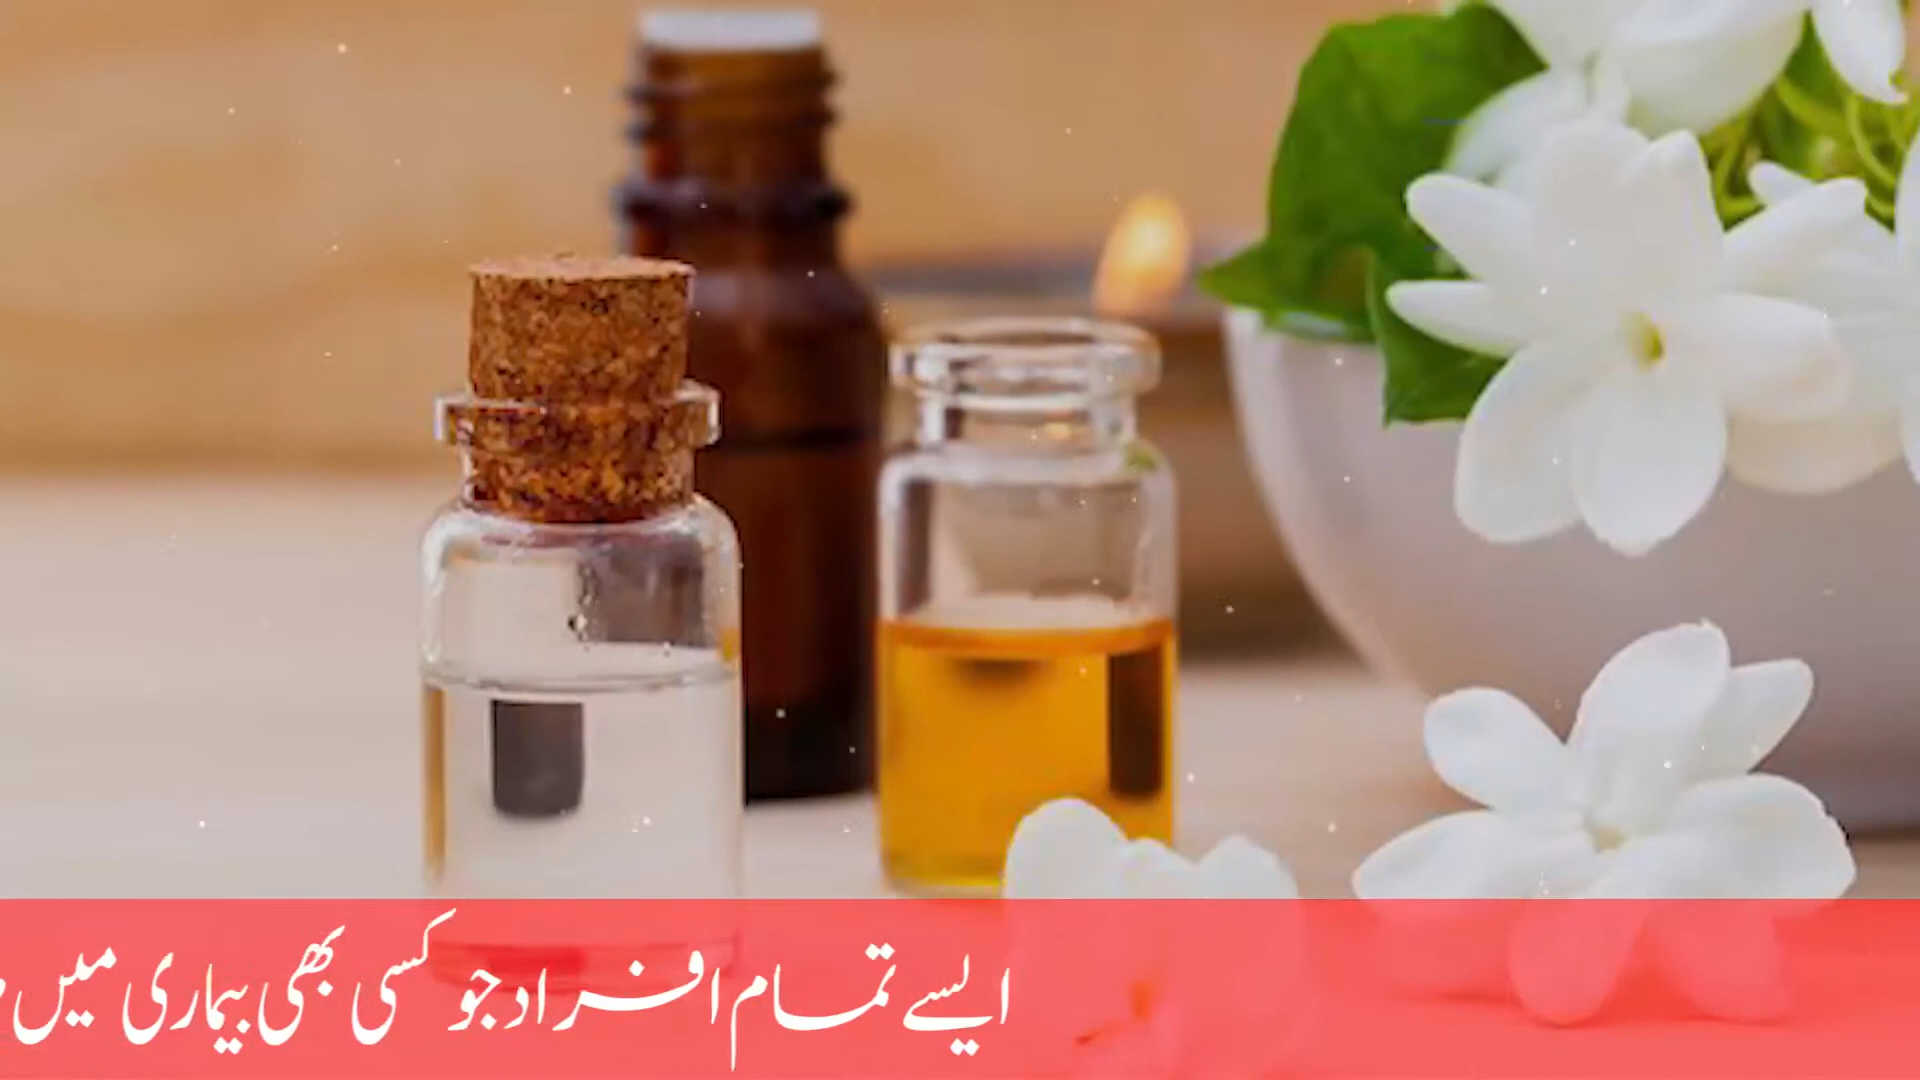 ایسے تمام افراد جو کسی بھی بیماری میں